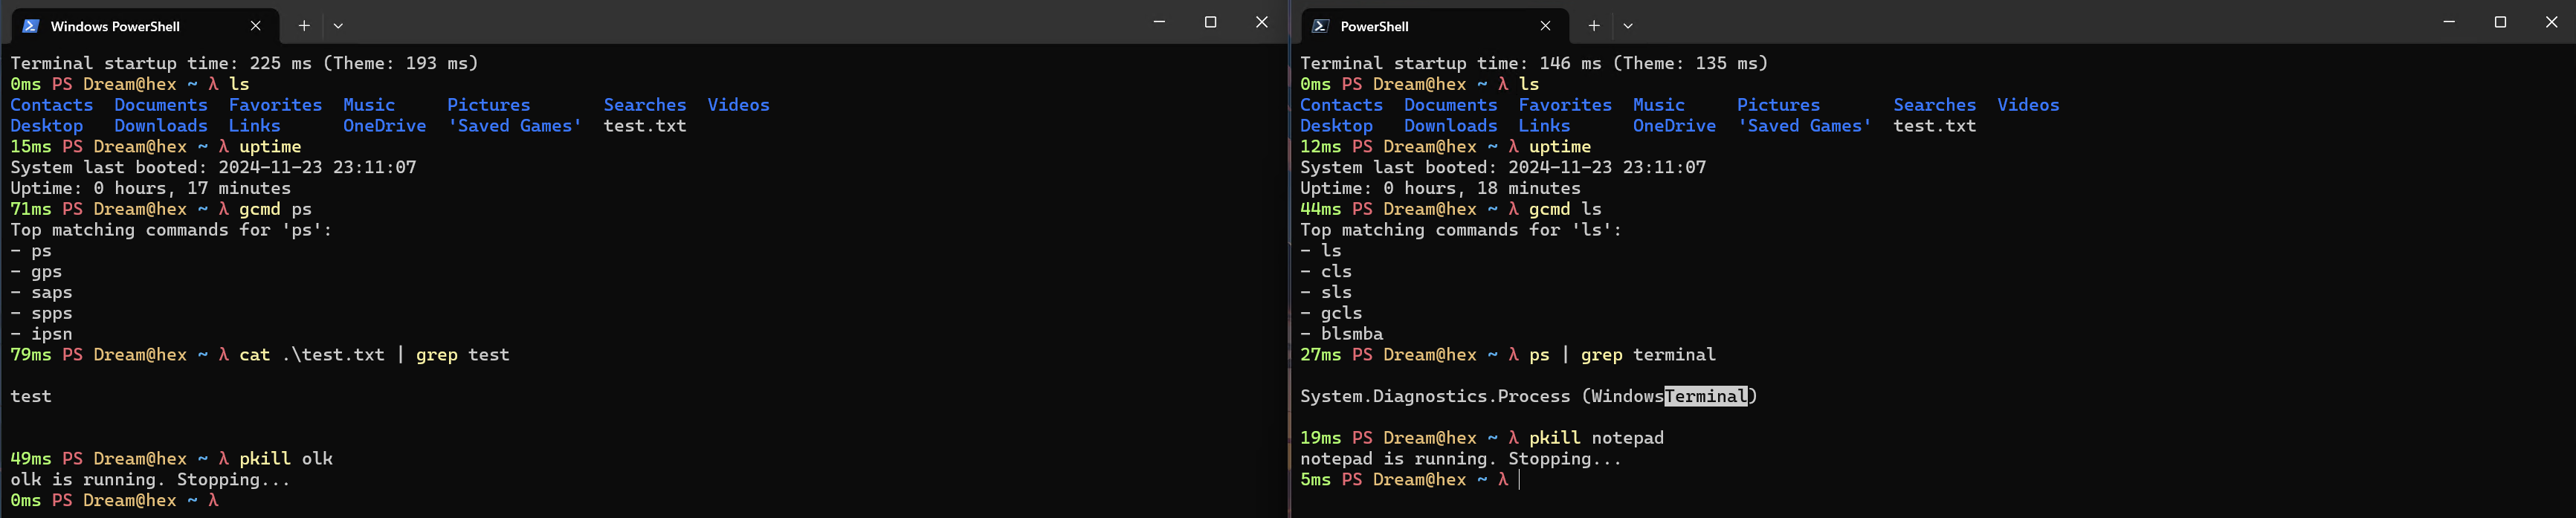 Windows PowerShell
Terminal startup time: 225 ms (Theme: 193 ms)
0ms PS Dream@hex ~ λ ls
Contacts Documents Favorites Music Pictures Searches Videos
Desktop Downloads Links OneDrive 'Saved Games' test.txt
15ms PS Dream@hex ~ λ uptime
System last booted: 2024-11-23 23:11:07
Uptime: 0 hours, 17 minutes
71ms PS Dream@hex ~ λ gcmd ps
Top matching commands for 'ps':
- ps
- gps
- saps
- spps
- ipsn
79ms PS Dream@hex ~ λ cat .\test.txt | grep test
test
49ms PS Dream@hex ~ λ pkill olk
olk is running. Stopping...
0ms PS Dream@hex ~ λ
PowerShell
Terminal startup time: 146 ms (Theme: 135 ms)
0ms PS Dream@hex ~ λ ls
Contacts Documents Favorites Music Pictures Searches Videos
Desktop Downloads Links OneDrive 'Saved Games' test.txt
12ms PS Dream@hex ~ λ uptime
System last booted: 2024-11-23 23:11:07
Uptime: 0 hours, 18 minutes
44ms PS Dream@hex ~ λ gcmd ls
Top matching commands for 'ls':
- ls
- cls
- sls
- gcls
- blsmba
27ms PS Dream@hex ~ λ ps | grep terminal
System.Diagnostics.Process (WindowsTerminal)
19ms PS Dream@hex ~ λ pkill notepad
notepad is running. Stopping...
5ms PS Dream@hex ~ λ